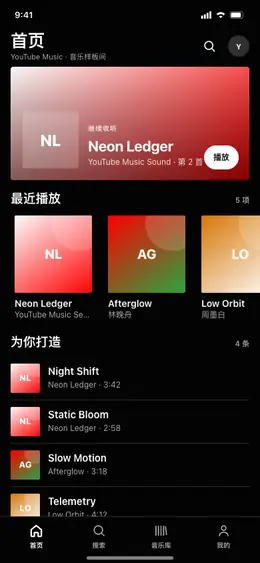 9:41
首页
YouTube Music · 音乐样板间
Y
NL
继续收听
Neon Ledger
YouTube Music Sound · 第 2 首
播放
最近播放
5 项
NL
AG
LO
Neon Ledger
Afterglow
Low Orbit
YouTube Music Se...
林晚舟
周墨白
为你打造
4 条
NL
Night Shift
Neon Ledger · 3:42
NL
Static Bloom
Neon Ledger · 2:58
AG
Slow Motion
Afterglow · 3:18
LO
Telemetry
Low Orbit · 4:12
首页
搜索
音乐库
我的